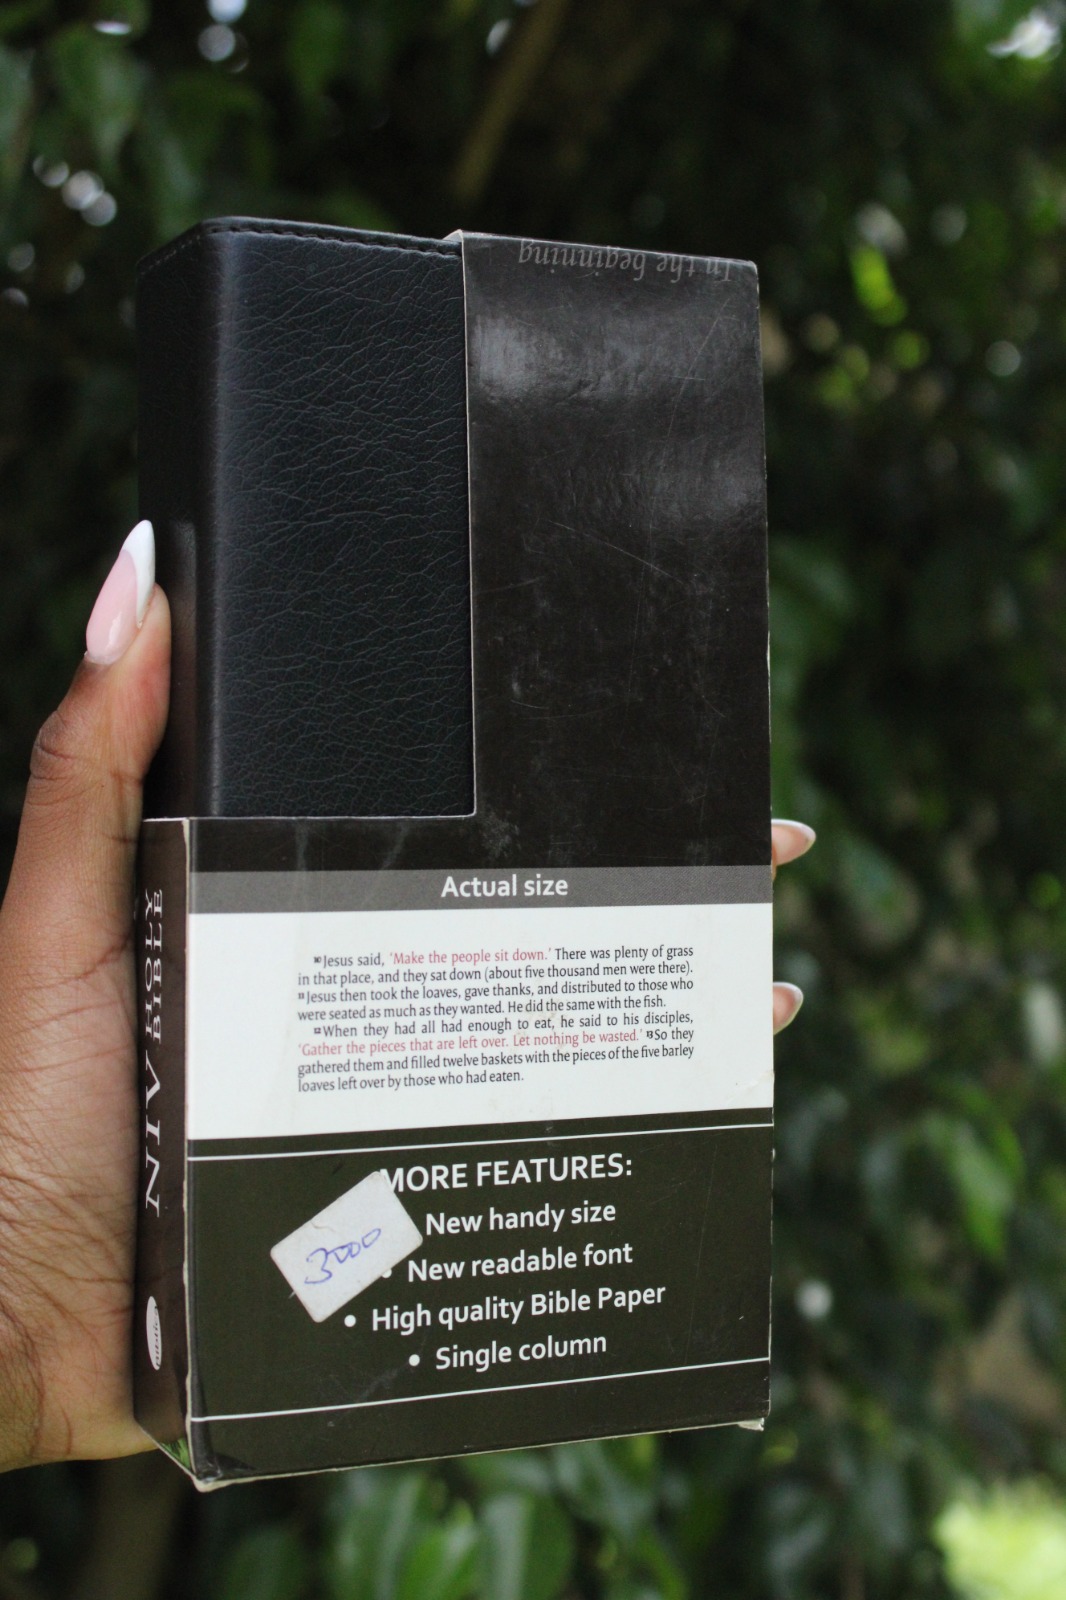 In the beginning
Actual size
10Jesus said, 'Make the people sit down.' There was plenty of grass
in that place, and they sat down (about five thousand men were there).
11Jesus then took the loaves, gave thanks, and distributed to those who
were seated as much as they wanted. He did the same with the fish.
12When they had all had enough to eat, he said to his disciples,
'Gather the pieces that are left over. Let nothing be wasted.' 13So they
gathered them and filled twelve baskets with the pieces of the five barley
loaves left over by those who had eaten.
MORE FEATURES:
New handy size
• New readable font
• High quality Bible Paper
• Single column
3000
NIV HOLY
BIBLE
Biblica